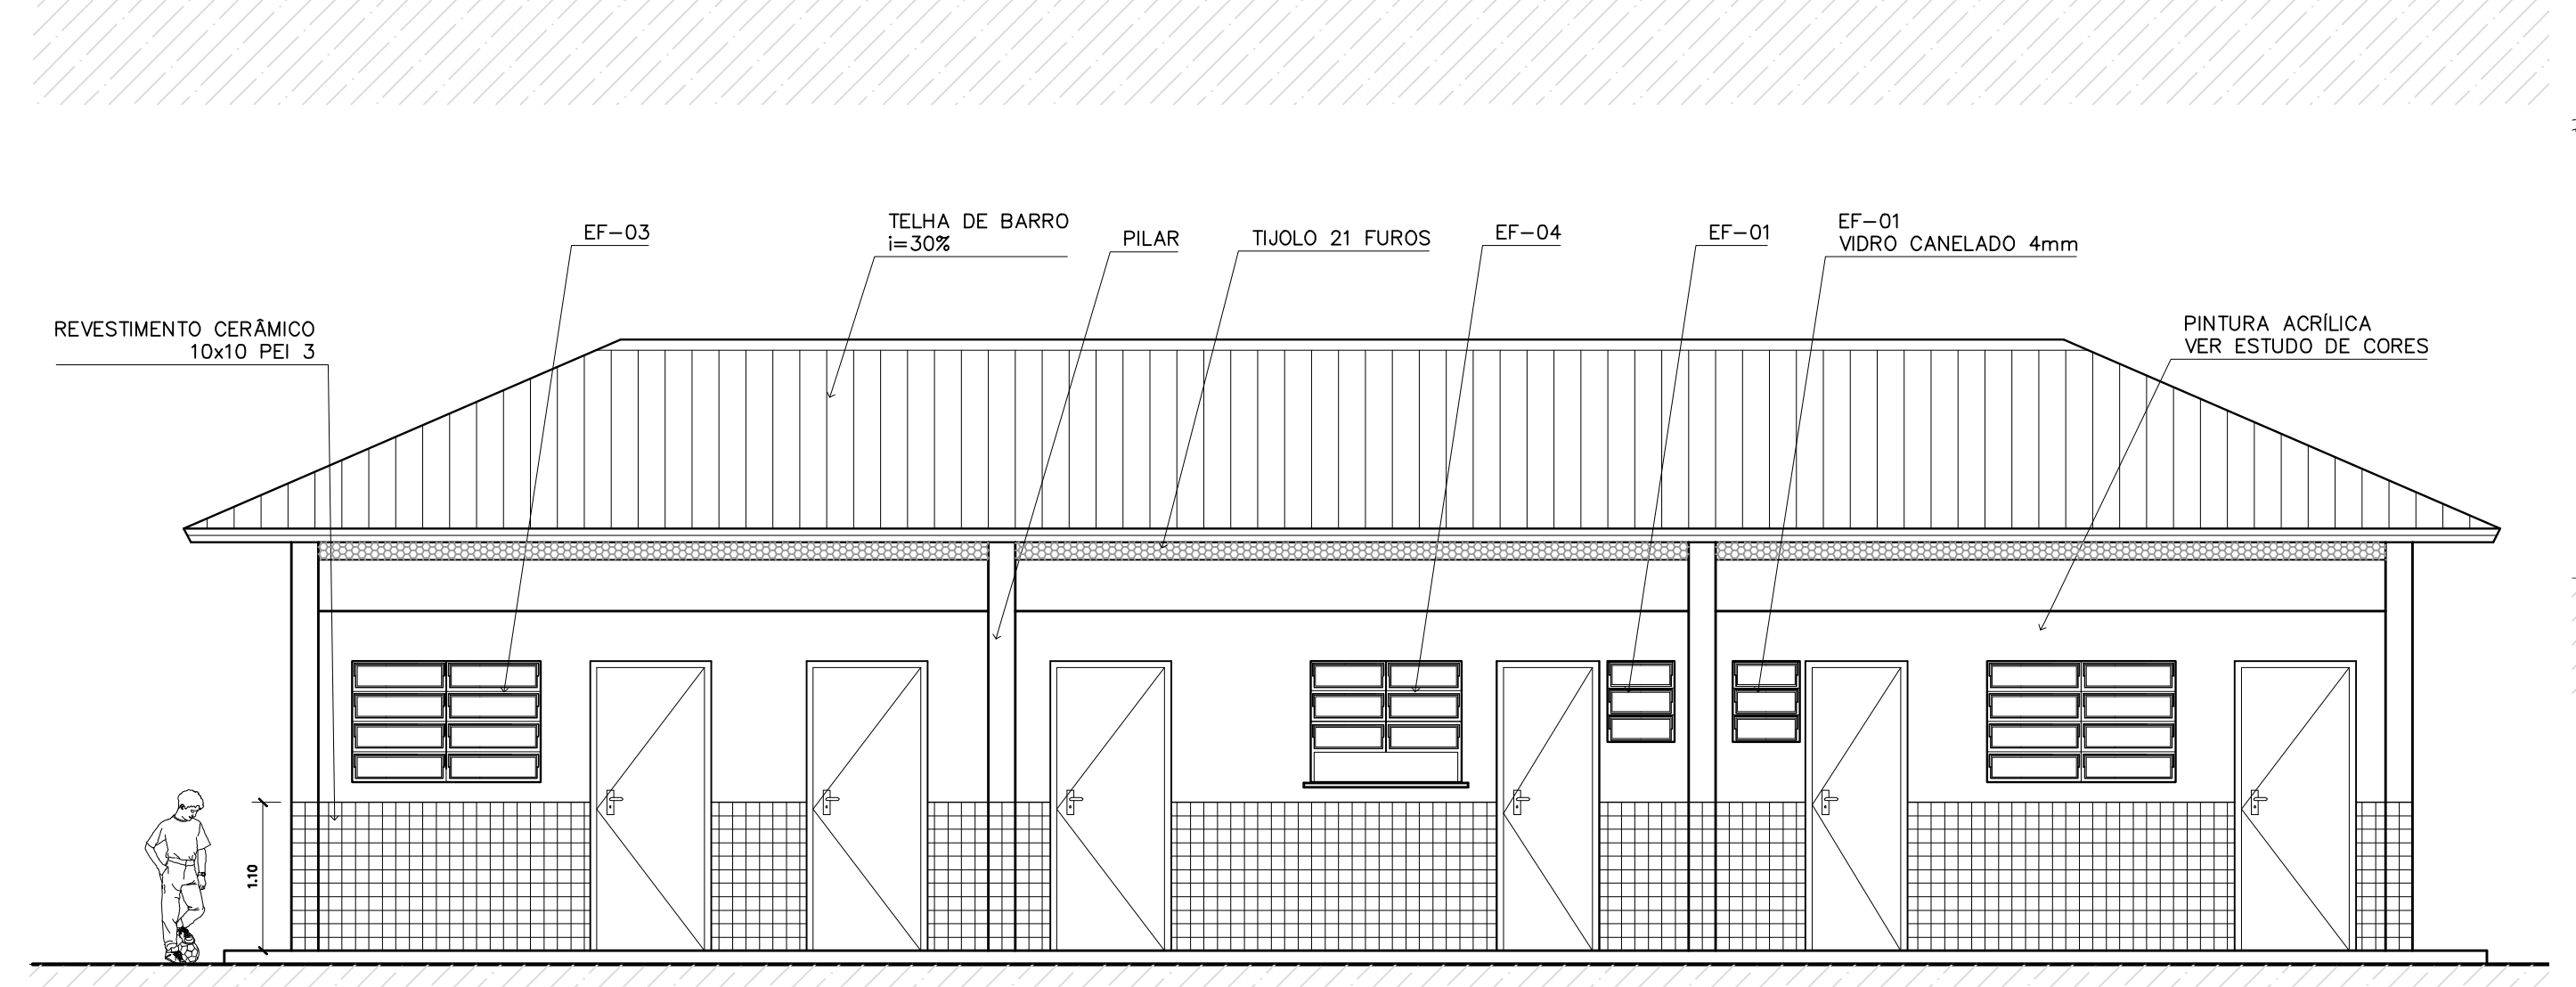 EF-03
TELHA DE BARRO
i=30%
PILAR
TIJOLO 21 FUROS
EF-04
EF-01
EF-01
VIDRO CANELADO 4mm
REVESTIMENTO CERÂMICO
10x10 PEI 3
PINTURA ACRÍLICA
VER ESTUDO DE CORES
1.10